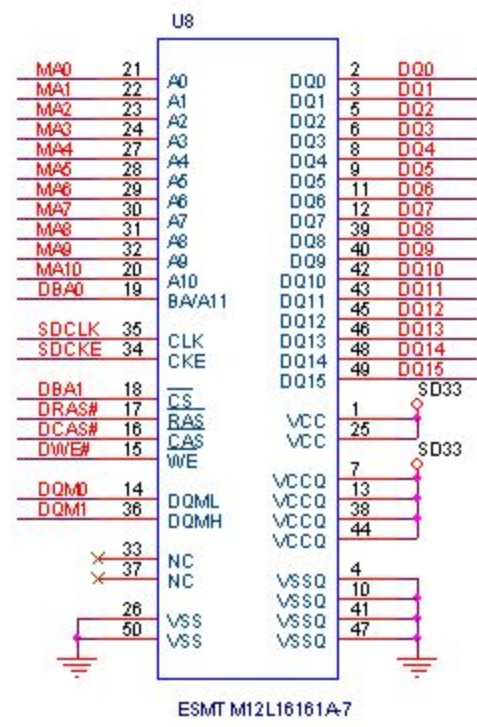 U8
MA0 21 A0 DQ0 2 DQ0
MA1 22 A1 DQ1 3 DQ1
MA2 23 A2 DQ2 5 DQ2
MA3 24 A3 DQ3 6 DQ3
MA4 27 A4 DQ4 8 DQ4
MA5 28 A5 DQ5 9 DQ5
MA6 29 A6 DQ6 11 DQ6
MA7 30 A7 DQ7 12 DQ7
MA8 31 A8 DQ8 39 DQ8
MA9 32 A9 DQ9 40 DQ9
MA10 20 A10 DQ10 42 DQ10
DBA0 19 BA/A11 DQ11 43 DQ11
DQ12 45 DQ12
SDCLK 35 CLK DQ13 46 DQ13
SDCKE 34 CKE DQ14 48 DQ14
DQ15 49 DQ15
DBA1 18 CS SD33
DRAS# 17 RAS VCC 1
DCAS# 16 CAS VCC 25
DWE# 15 WE SD33
VCCQ 7
DQM0 14 DQML VCCQ 13
DQM1 36 DQMH VCCQ 38
VCCQ 44
33 NC
37 NC VSSQ 4
VSSQ 10
26 VSS VSSQ 41
50 VSS VSSQ 47
ESMT M12L16161A-7